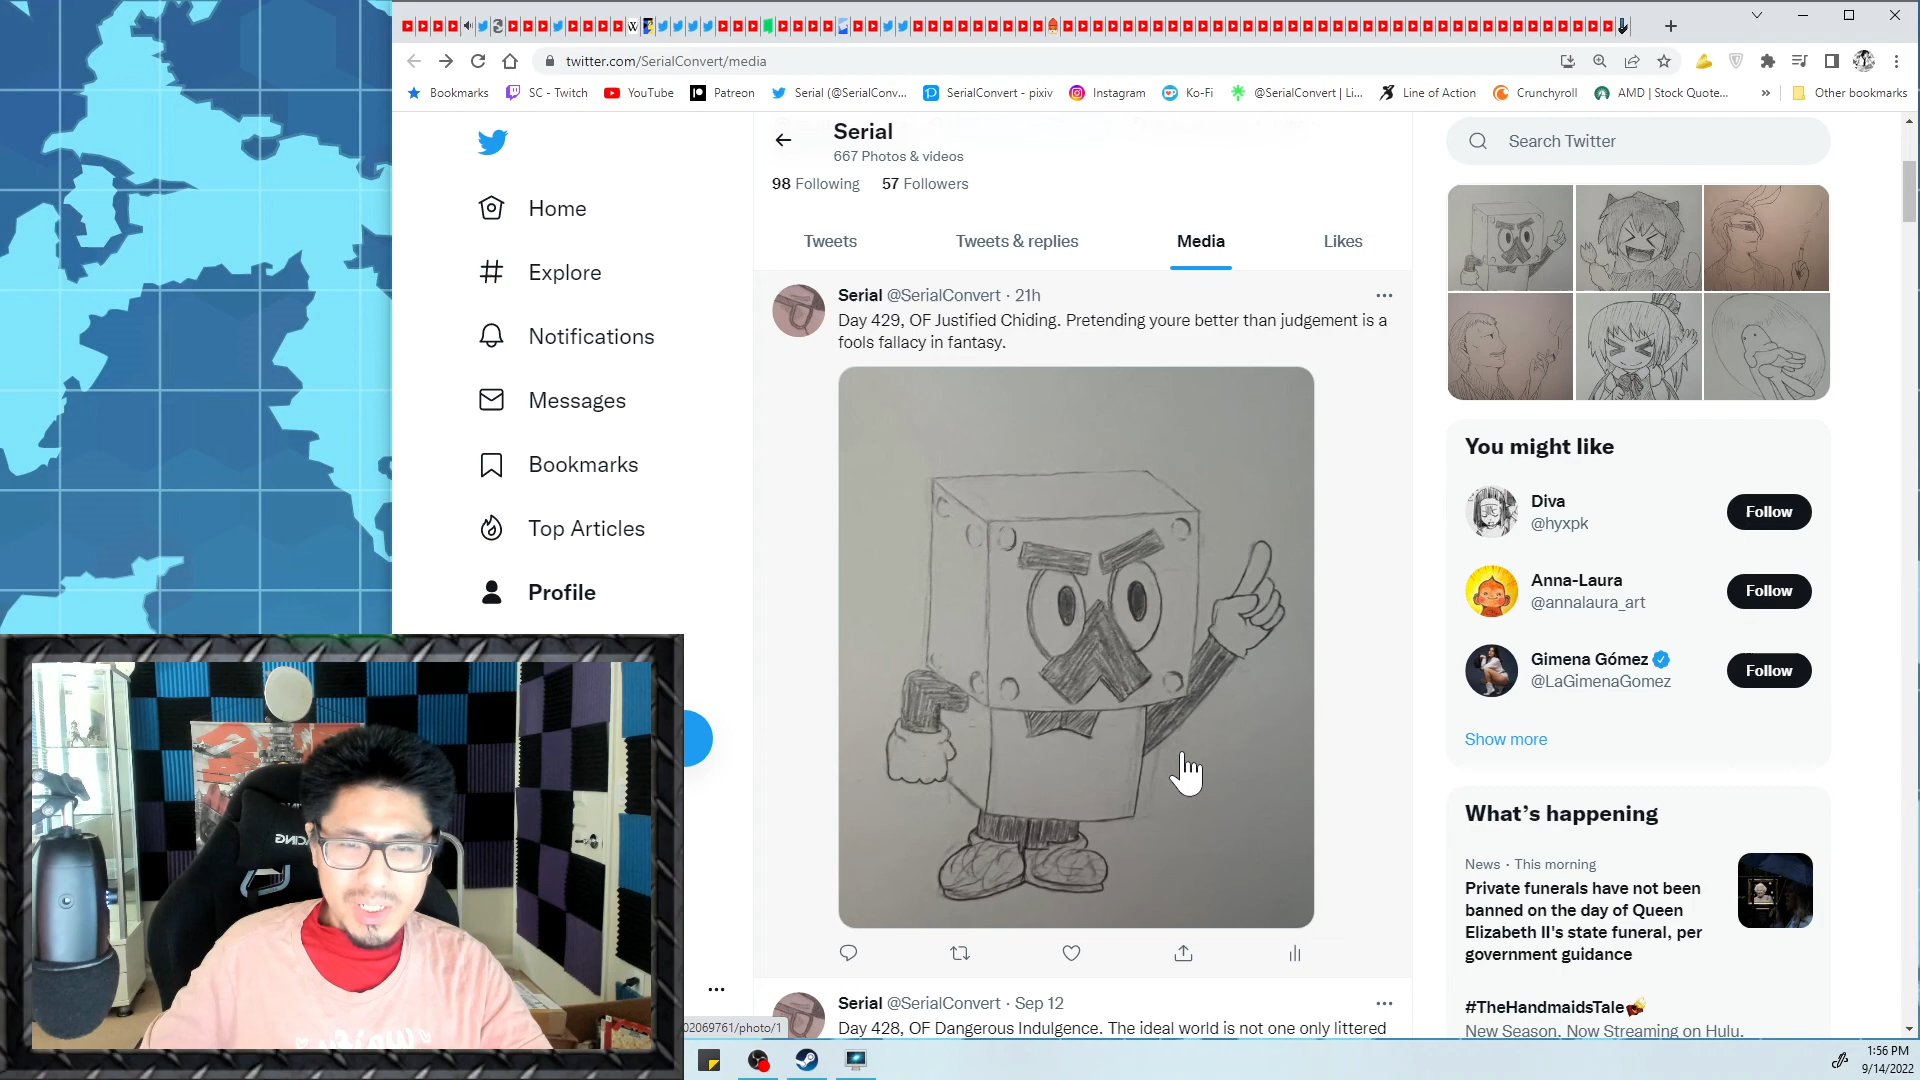 twitter.com/SerialConvert/media
Bookmarks
SC - Twitch
YouTube
Patreon
Serial (@SerialConv...
SerialConvert - pixiv
Instagram
Ko-Fi
@SerialConvert | Li...
Line of Action
Crunchyroll
AMD | Stock Quote...
»
Other bookmarks
Serial
667 Photos & videos
98 Following 57 Followers
Tweets
Tweets & replies
Media
Likes
Home
Explore
Notifications
Messages
Bookmarks
Top Articles
Profile
Serial @SerialConvert · 21h
Day 429, OF Justified Chiding. Pretending youre better than judgement is a
fools fallacy in fantasy.
Serial @SerialConvert · Sep 12
Day 428, OF Dangerous Indulgence. The ideal world is not one only littered
02069761/photo/1
Search Twitter
You might like
Diva
@hyxpk
Follow
Anna-Laura
@annalaura_art
Follow
Gimena Gómez
@LaGimenaGomez
Follow
Show more
What's happening
News · This morning
Private funerals have not been
banned on the day of Queen
Elizabeth II's state funeral, per
government guidance
#TheHandmaidsTale
New Season. Now Streaming on Hulu.
1:56 PM
9/14/2022